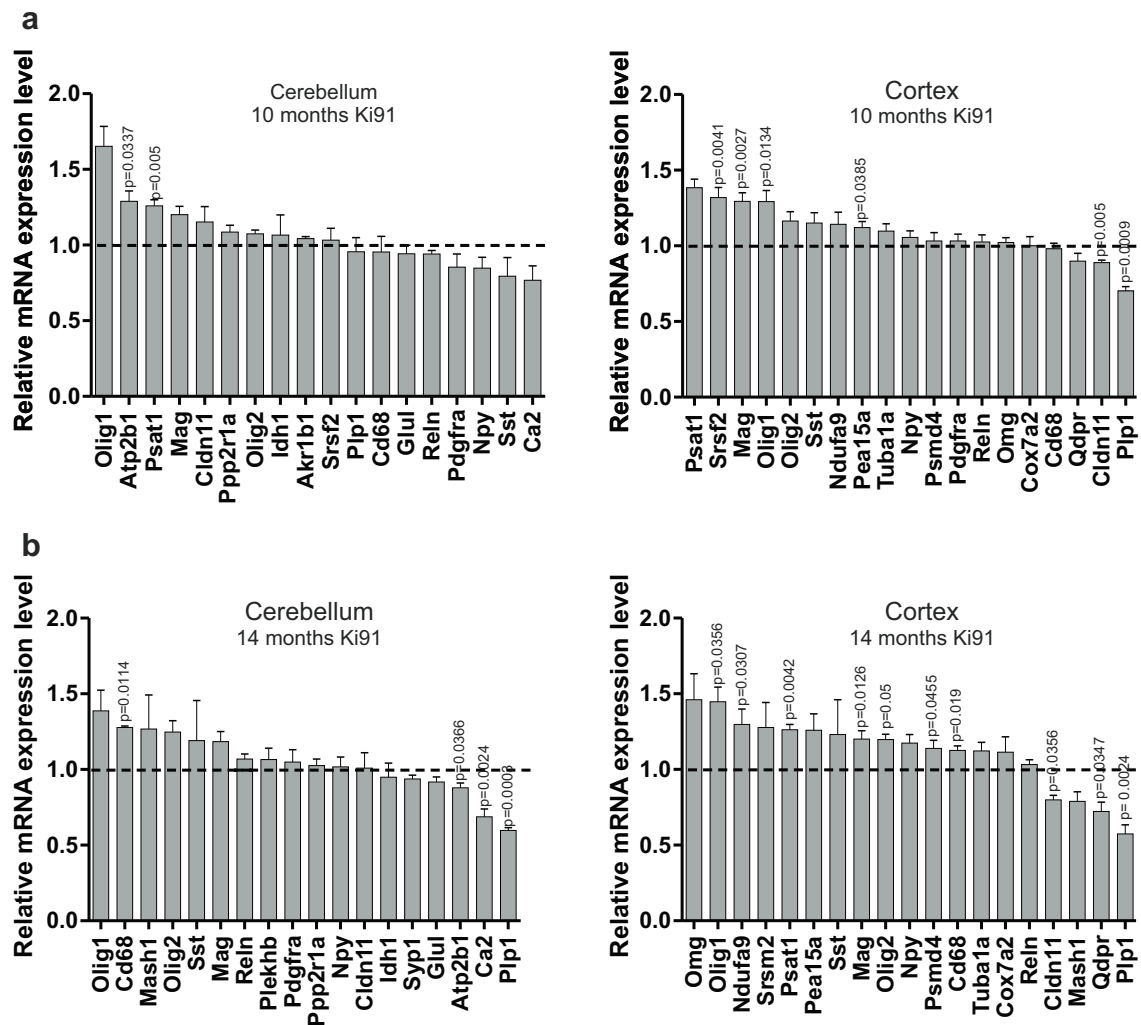 a
Relative mRNA expression level
Cerebellum
10 months Ki91
2.0
1.5
1.0
0.5
0.0
p=0.0337
p=0.005
Olig1
Atp2b1
Psat1
Mag
Cldn11
Ppp2r1a
Olig2
Idh1
Akr1b1
Srsf2
Plp1
Cd68
Glul
Reln
Pdgfra
Npy
Sst
Ca2
Relative mRNA expression level
Cortex
10 months Ki91
2.0
1.5
1.0
0.5
0.0
p=0.0041
p=0.0027
p=0.0134
p=0.0385
p=0.005
p=0.0009
Psat1
Srsf2
Mag
Olig1
Olig2
Sst
Ndufa9
Pea15a
Tuba1a
Npy
Psmd4
Pdgfra
Reln
Omg
Cox7a2
Cd68
Qdpr
Cldn11
Plp1
b
Relative mRNA expression level
Cerebellum
14 months Ki91
2.0
1.5
1.0
0.5
0.0
p=0.0114
p=0.0366
p=0.0024
p=0.0003
Olig1
Cd68
Mash1
Olig2
Sst
Mag
Reln
Plekhb
Pdgfra
Ppp2r1a
Npy
Cldn11
Idh1
Syp1
Glul
Atp2b1
Ca2
Plp1
Relative mRNA expression level
Cortex
14 months Ki91
2.0
1.5
1.0
0.5
0.0
p=0.0356
p=0.0307
p=0.0042
p=0.0126
p=0.05
p=0.0455
p=0.019
p=0.0356
p=0.0347
p= 0.0024
Omg
Olig1
Ndufa9
Srsm2
Psat1
Pea15a
Sst
Mag
Olig2
Npy
Psmd4
Cd68
Tuba1a
Cox7a2
Reln
Cldn11
Mash1
Qdpr
Plp1